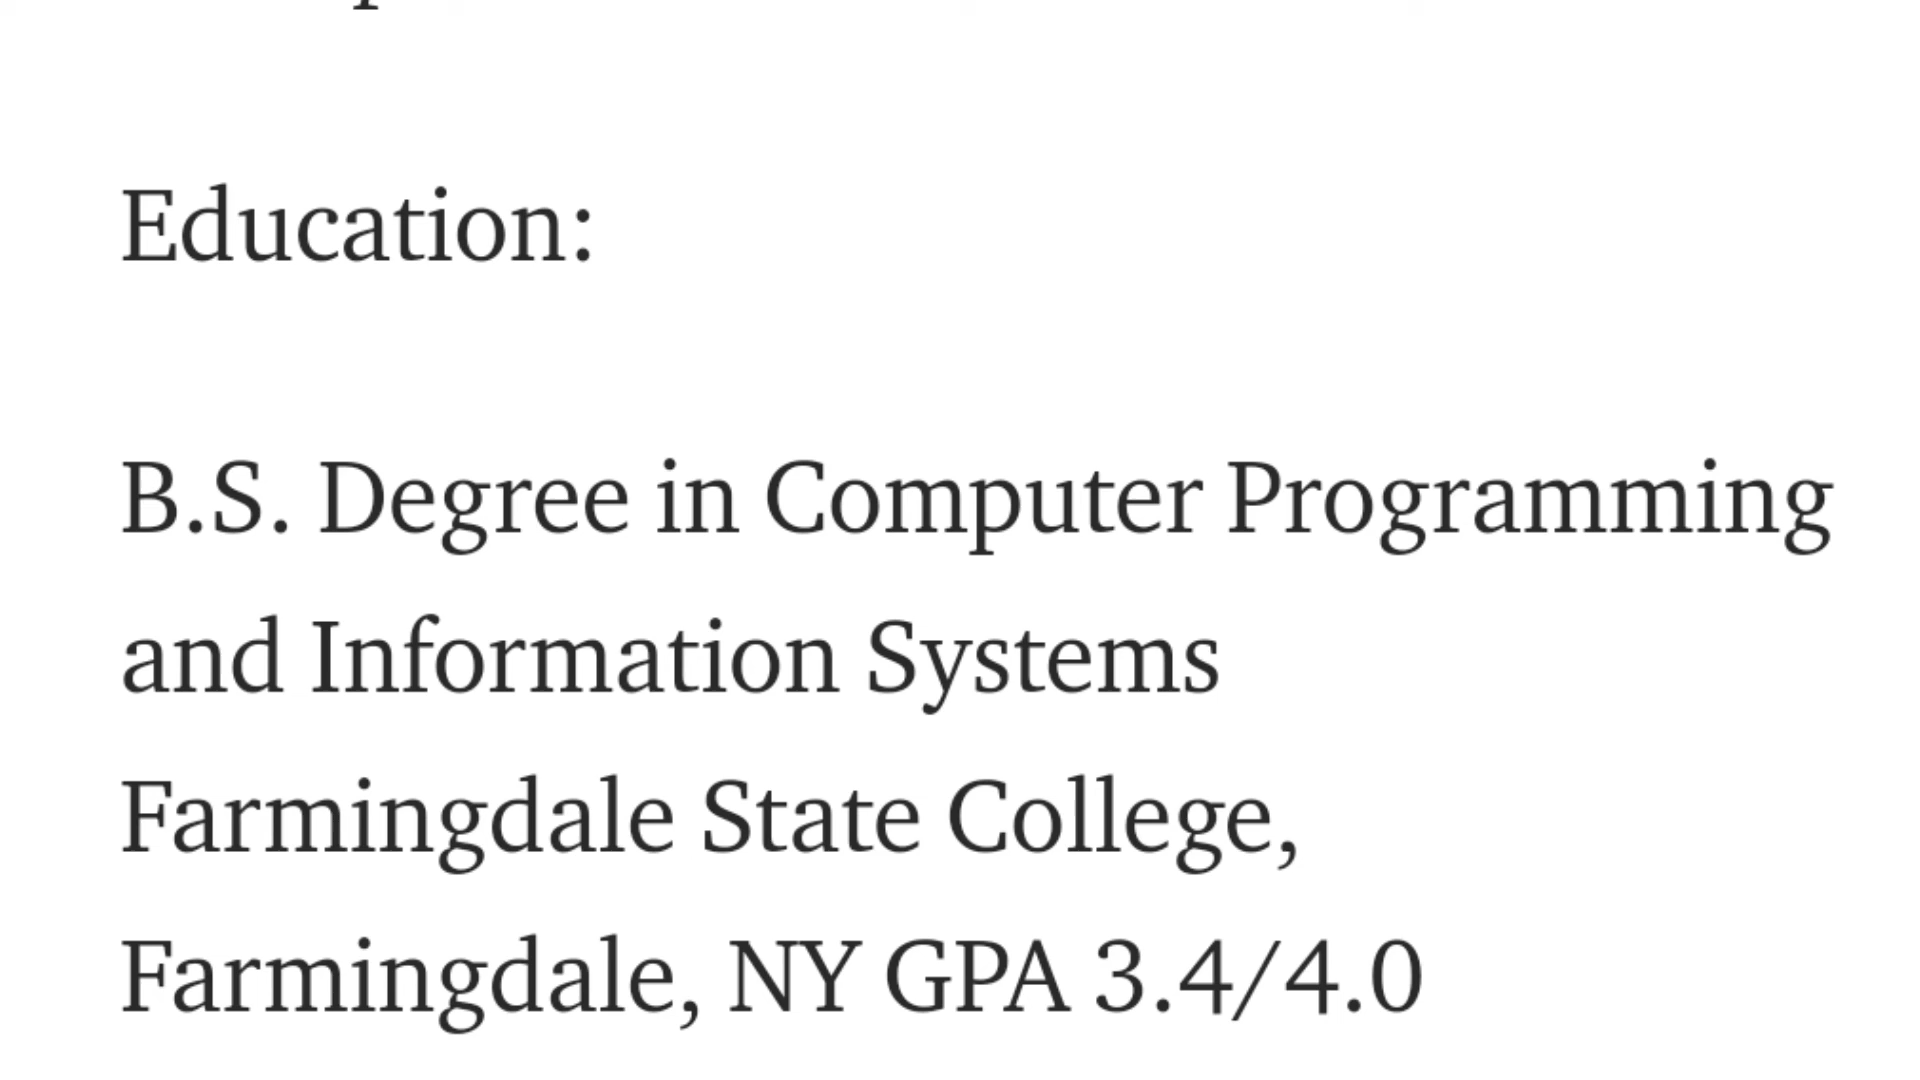 Education:
B.S. Degree in Computer Programming
and Information Systems
Farmingdale State College,
Farmingdale, NY GPA 3.4/4.0